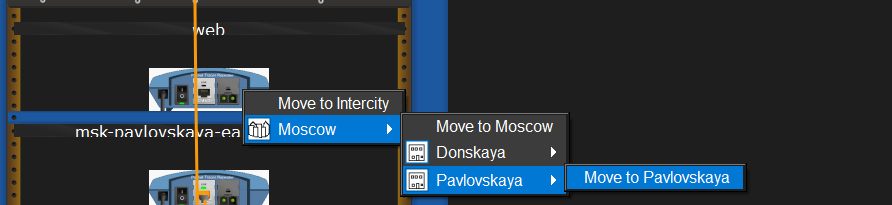 web
Move to Intercity
msk-pavlovskaya-ea
Moscow
Move to Moscow
Donskaya
Pavlovskaya
Move to Pavlovskaya